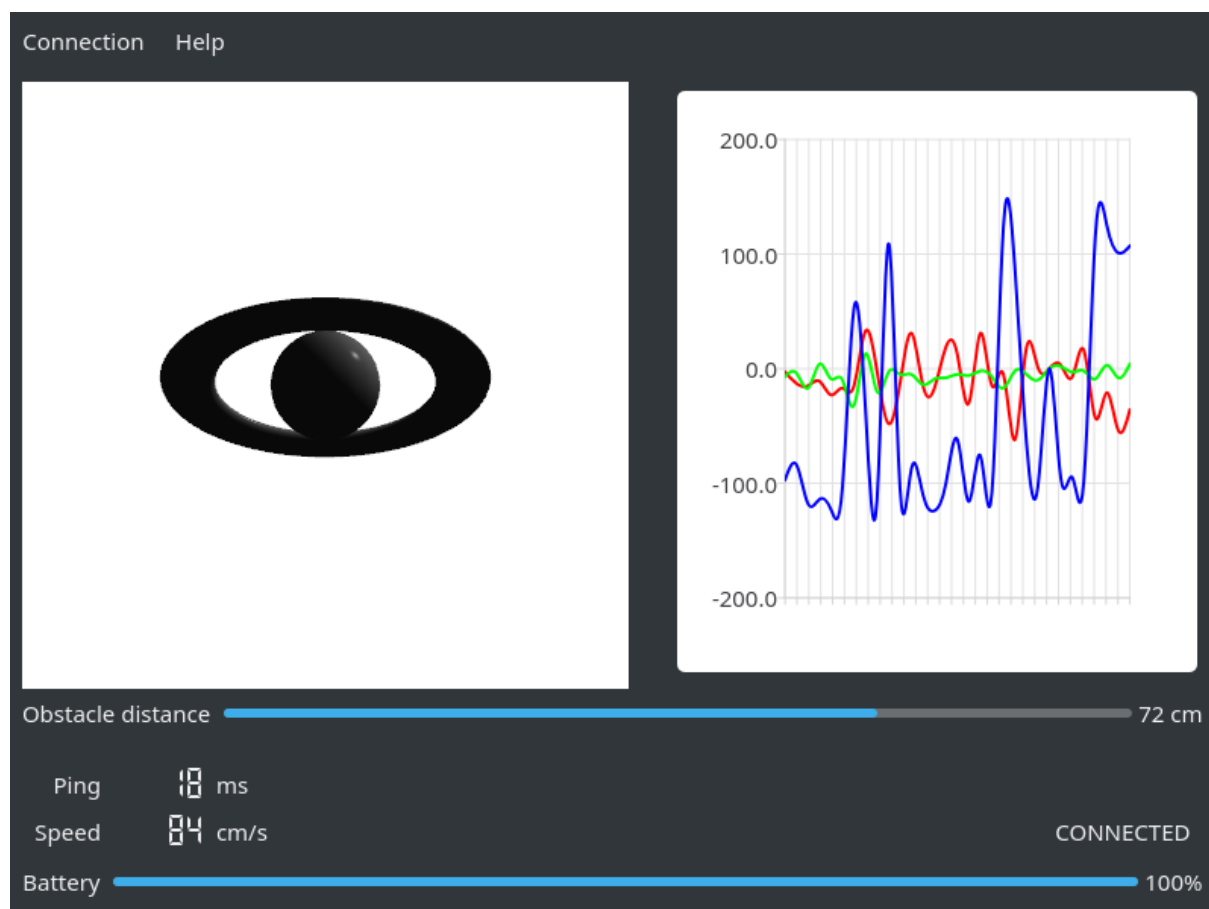 Connection Help
200.0
100.0
0.0
-100.0
-200.0
Obstacle distance 72 cm
Ping 18 ms
Speed 84 cm/s
CONNECTED
Battery 100%